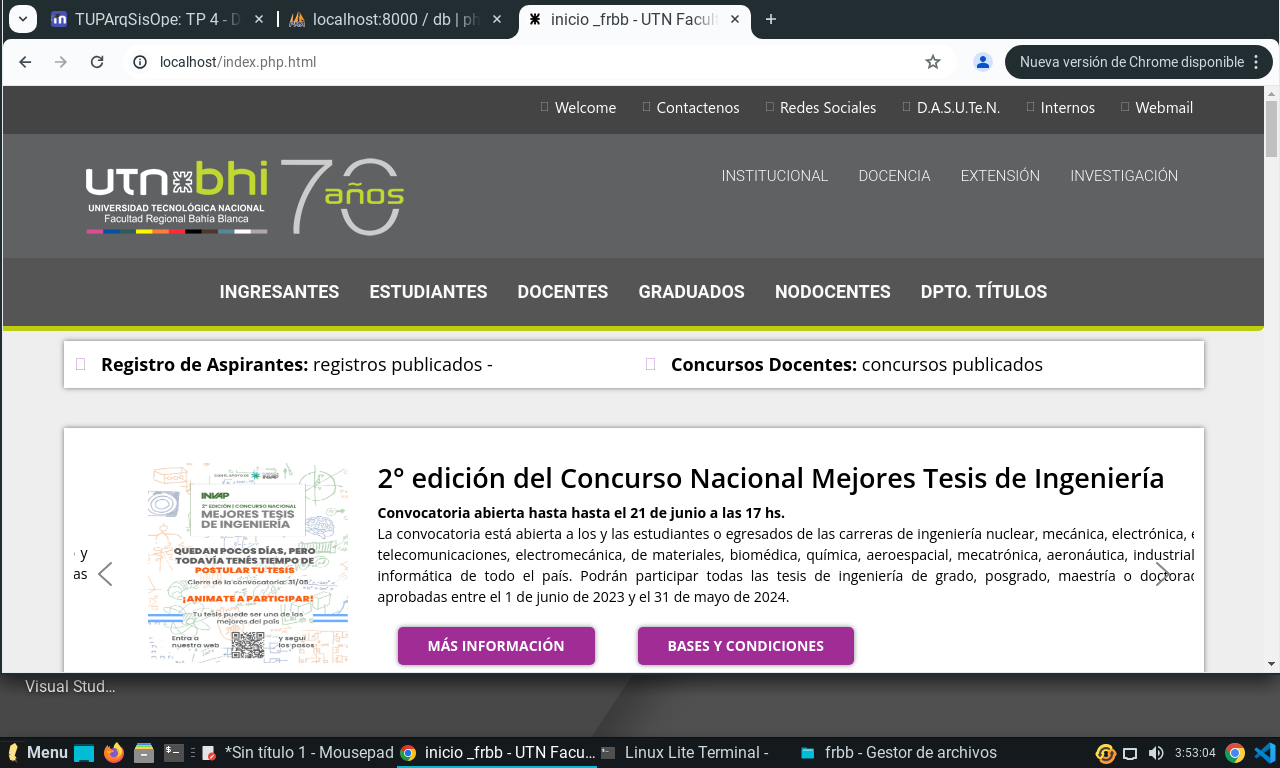 TUPArqSisOpe: TP 4 - D
localhost:8000 / db | ph
inicio _frbb - UTN Facult
localhost/index.php.html
Nueva versión de Chrome disponible
Welcome
Contactenos
Redes Sociales
D.A.S.U.Te.N.
Internos
Webmail
utn bhi 70 años
UNIVERSIDAD TECNOLÓGICA NACIONAL
Facultad Regional Bahía Blanca
INSTITUCIONAL
DOCENCIA
EXTENSIÓN
INVESTIGACIÓN
INGRESANTES
ESTUDIANTES
DOCENTES
GRADUADOS
NODOCENTES
DPTO. TÍTULOS
Registro de Aspirantes: registros publicados -
Concursos Docentes: concursos publicados
y
as
INVAP
2º EDICIÓN | CONCURSO NACIONAL
MEJORES TESIS
DE INGENIERÍA
QUEDAN POCOS DÍAS, PERO
TODAVÍA TENÉS TIEMPO DE
POSTULAR TU TESIS
Cierre de la convocatoria: 31/08
¡ANIMATE A PARTICIPAR!
Tu tesis puede ser una de las
mejores del país
Entra a
nuestra web
y seguí
los pasos
2° edición del Concurso Nacional Mejores Tesis de Ingeniería
Convocatoria abierta hasta hasta el 21 de junio a las 17 hs.
La convocatoria está abierta a los y las estudiantes o egresados de las carreras de ingeniería nuclear, mecánica, electrónica,
telecomunicaciones, electromecánica, de materiales, biomédica, química, aeroespacial, mecatrónica, aeronáutica, industrial
informática de todo el país. Podrán participar todas las tesis de ingeniería de grado, posgrado, maestría o doctorad
aprobadas entre el 1 de junio de 2023 y el 31 de mayo de 2024.
MÁS INFORMACIÓN
BASES Y CONDICIONES
Visual Stud...
Menu
*Sin título 1 - Mousepad
inicio _frbb - UTN Facu...
Linux Lite Terminal -
frbb - Gestor de archivos
3:53:04